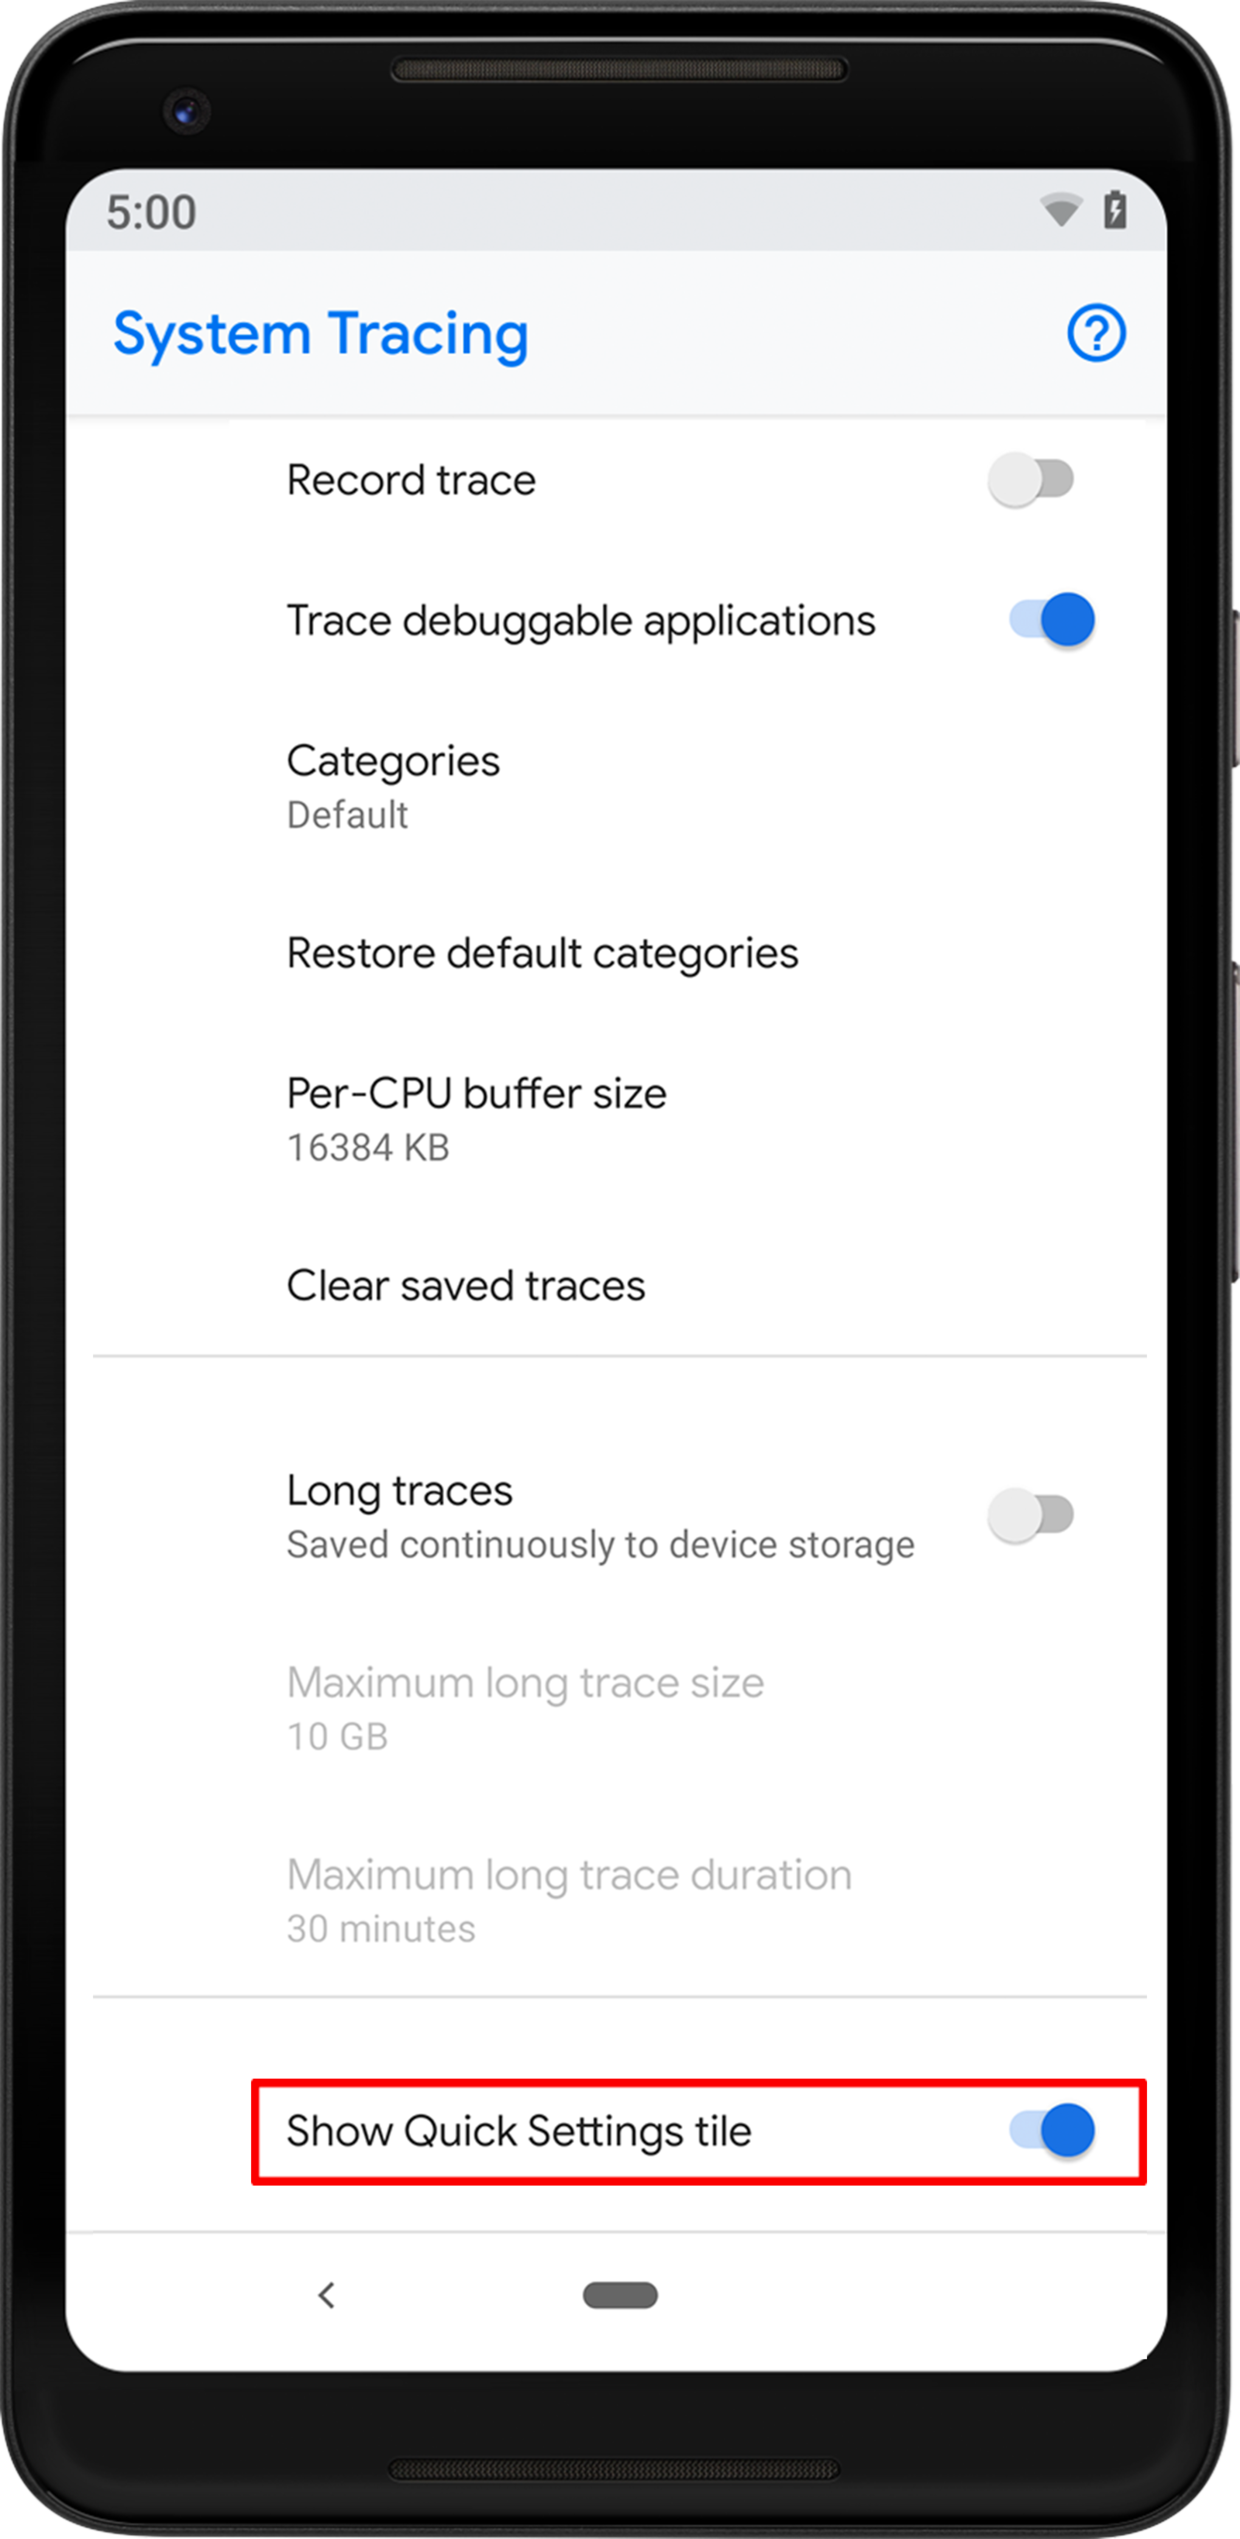 5:00
System Tracing
Record trace
Trace debuggable applications
Categories
Default
Restore default categories
Per-CPU buffer size
16384 KB
Clear saved traces
Long traces
Saved continuously to device storage
Maximum long trace size
10 GB
Maximum long trace duration
30 minutes
Show Quick Settings tile